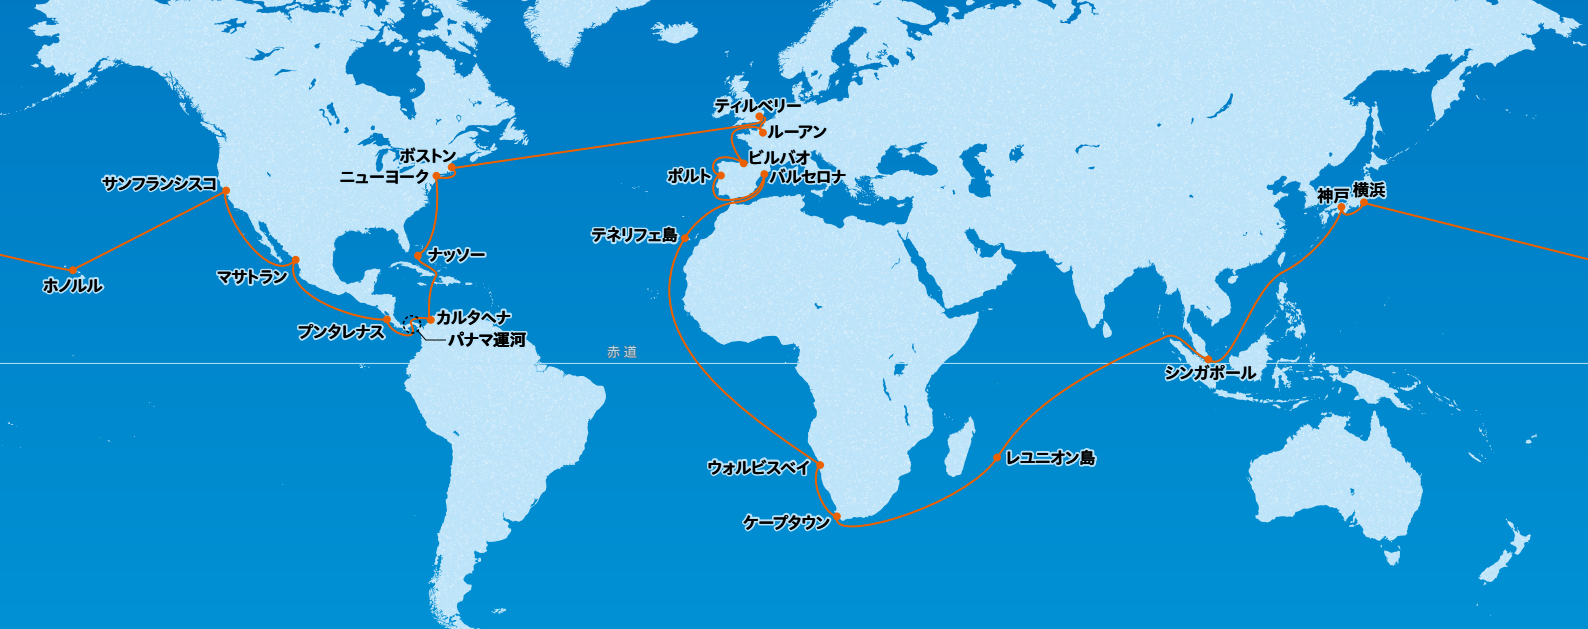 ティルベリー
ルーアン
ボストン
ビルバオ
ニューヨーク
ポルト
バルセロナ
サンフランシスコ
神戸
横浜
テネリフェ島
ナッソー
マサトラン
ホノルル
カルタヘナ
プンタレナス
パナマ運河
赤道
シンガポール
ウォルビスベイ
レユニオン島
ケープタウン